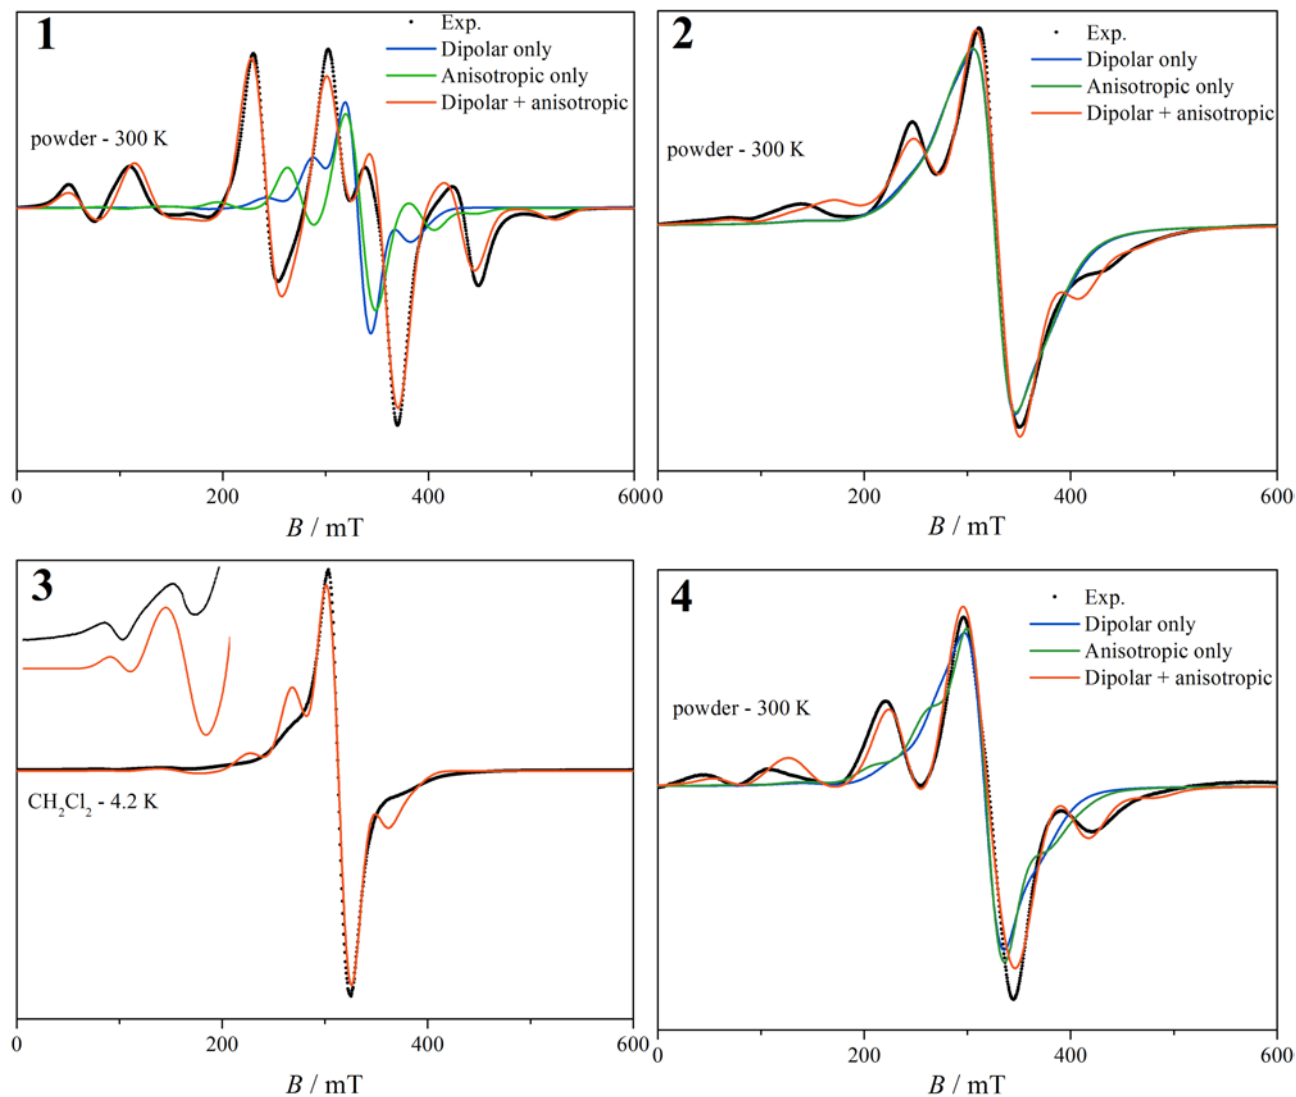 1
Exp.
Dipolar only
Anisotropic only
Dipolar + anisotropic
powder - 300 K
0
200
400
600
B / mT
2
Exp.
Dipolar only
Anisotropic only
Dipolar + anisotropic
powder - 300 K
0
200
400
600
B / mT
3
CH₂Cl₂ - 4.2 K
0
200
400
600
B / mT
4
Exp.
Dipolar only
Anisotropic only
Dipolar + anisotropic
powder - 300 K
0
200
400
600
B / mT